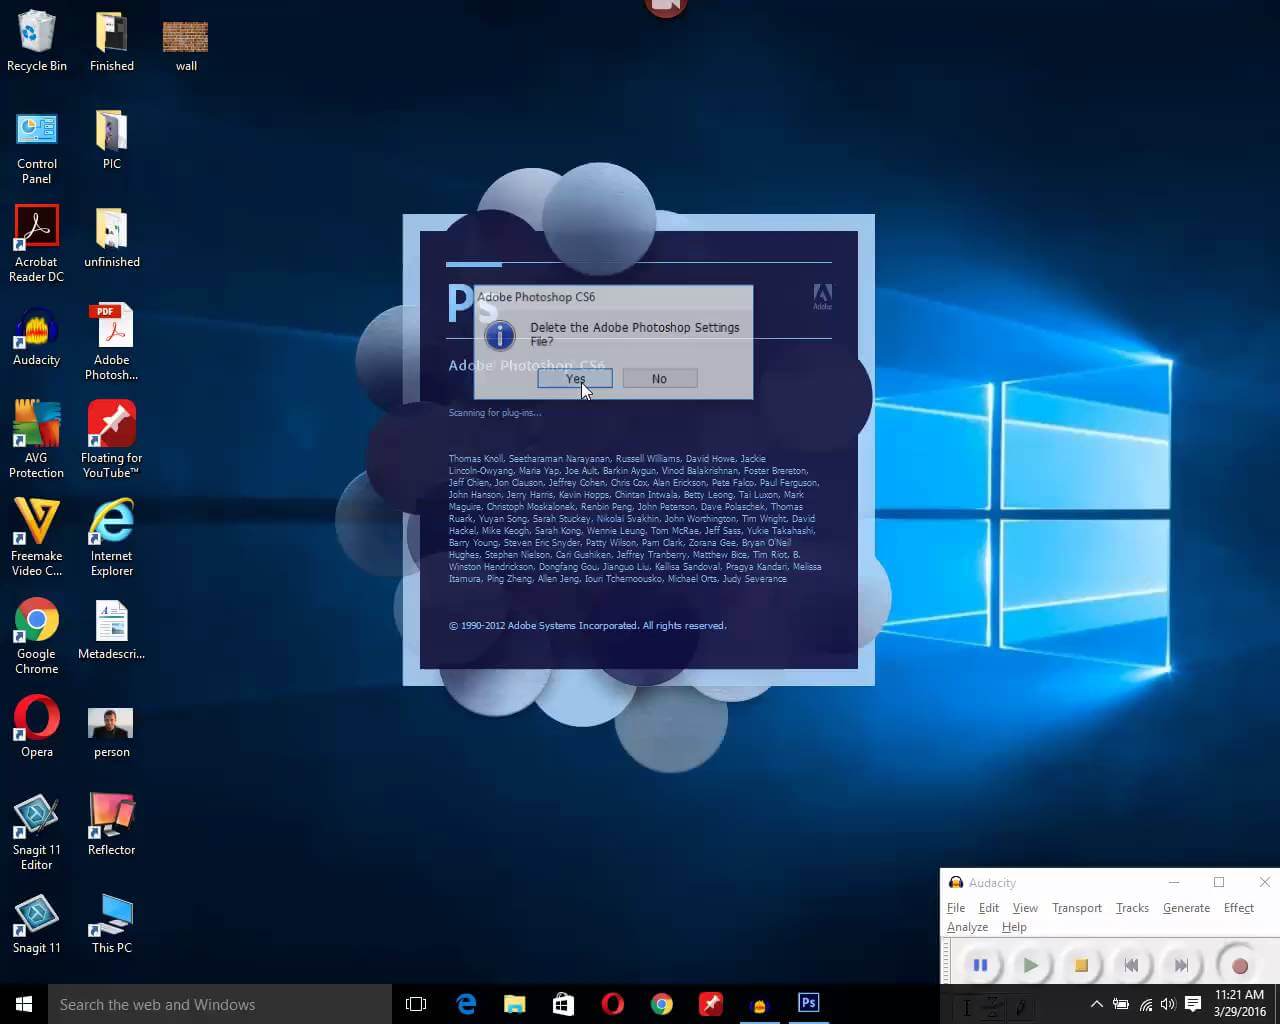 Recycle Bin
Finished
wall
Control
Panel
PIC
Acrobat
Reader DC
unfinished
Audacity
PDF
Adobe
Photosh...
AVG
Protection
Floating for
YouTube™
Freemake
Video C...
Internet
Explorer
Google
Chrome
Metadescri...
Opera
person
Snagit 11
Editor
Reflector
Snagit 11
This PC
Ps
Adobe
Adobe Photoshop CS6
Delete the Adobe Photoshop Settings
File?
Yes
No
Adobe Photoshop CS6
Scanning for plug-ins...
Thomas Knoll, Seetharaman Narayanan, Russell Williams, David Howe, Jackie
Lincoln-Owyang, Maria Yap, Joe Ault, Barkin Aygun, Vinod Balakrishnan, Foster Brereton,
Jeff Chien, Jon Clauson, Jeffrey Cohen, Chris Cox, Alan Erickson, Pete Falco, Paul Ferguson,
John Hanson, Jerry Harris, Kevin Hopps, Chintan Intwala, Betty Leong, Tai Luxon, Mark
Maguire, Christoph Moskalonek, Renbin Peng, John Peterson, Dave Polaschek, Thomas
Ruark, Yuyan Song, Sarah Stuckey, Nikolai Svakhin, John Worthington, Tim Wright, David
Hackel, Mike Keogh, Sarah Kong, Wennie Leung, Tom McRae, Jeff Sass, Yukie Takahashi,
Barry Young, Steven Eric Snyder, Patty Wilson, Pam Clark, Zorana Gee, Bryan O'Neil
Hughes, Stephen Nielson, Cari Gushiken, Jeffrey Tranberry, Matthew Bice, Tim Riot, B.
Winston Hendrickson, Dongfang Gou, Jianguo Liu, Kellisa Sandoval, Pragya Kandari, Melissa
Itamura, Ping Zheng, Allen Jeng, Iouri Tchernoousko, Michael Orts, Judy Severance
© 1990-2012 Adobe Systems Incorporated. All rights reserved.
Audacity
File Edit View Transport Tracks Generate Effect
Analyze Help
Search the web and Windows
Ps
11:21 AM
3/29/2016